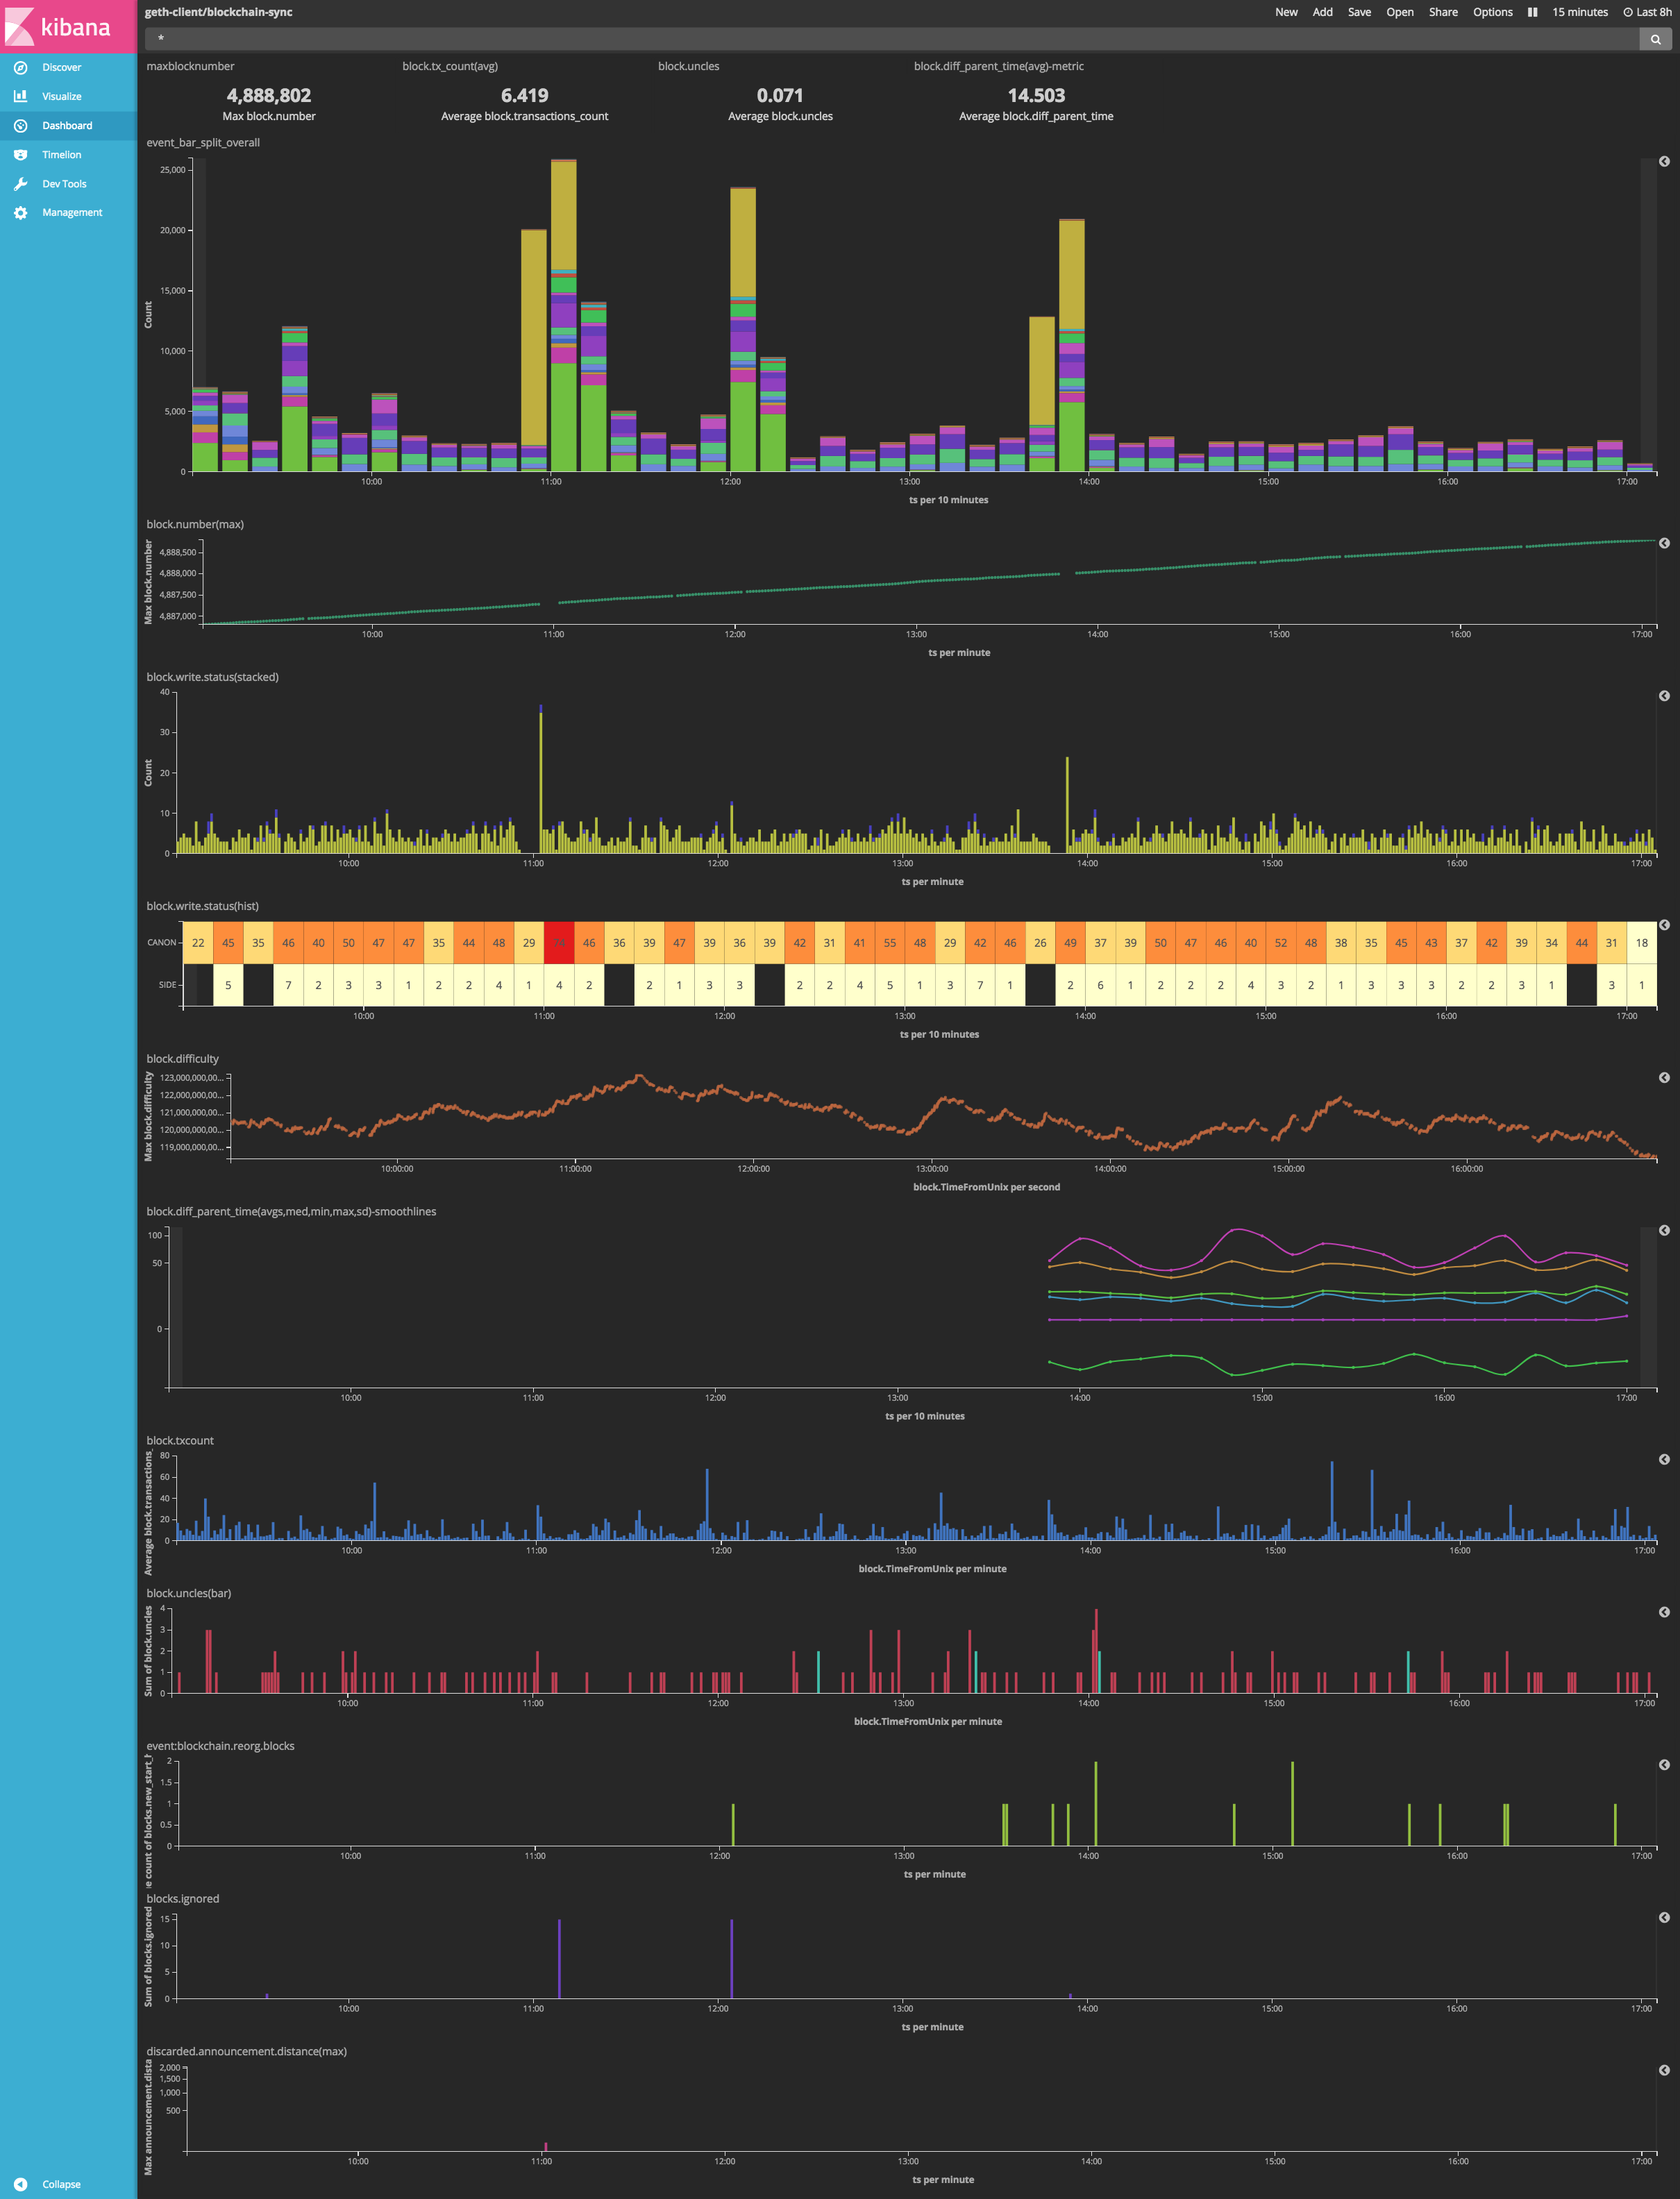 kibana
geth-client/blockchain-sync
New Add Save Open Share Options 15 minutes Last 8h
*
Discover
Visualize
Dashboard
Timelion
Dev Tools
Management
Collapse
maxblocknumber block.tx_count(avg) block.uncles block.diff_parent_time(avg)-metric
4,888,802 6.419 0.071 14.503
Max block.number Average block.transactions_count Average block.uncles Average block.diff_parent_time
event_bar_split_overall
Count
25,000
20,000
15,000
10,000
5,000
0
10:00 11:00 12:00 13:00 14:00 15:00 16:00 17:00
ts per 10 minutes
block.number(max)
Max block.number
4,888,500
4,888,000
4,887,500
4,887,000
10:00 11:00 12:00 13:00 14:00 15:00 16:00 17:00
ts per minute
block.write.status(stacked)
Count
40
30
20
10
0
10:00 11:00 12:00 13:00 14:00 15:00 16:00 17:00
ts per minute
block.write.status(hist)
CANON 22 45 35 46 40 50 47 47 35 44 48 29 46 36 39 47 39 36 39 42 31 41 55 48 29 42 46 26 49 37 39 50 47 46 40 52 48 38 35 45 43 37 42 39 34 44 31 18
SIDE 5 7 2 3 3 1 2 2 4 1 4 2 2 1 3 3 2 2 4 5 1 3 7 1 2 6 1 2 2 2 4 3 2 1 3 3 3 2 2 3 1 3 1
10:00 11:00 12:00 13:00 14:00 15:00 16:00 17:00
ts per 10 minutes
block.difficulty
Max block.difficulty
123,000,000,00...
122,000,000,00...
121,000,000,00...
120,000,000,00...
119,000,000,00...
10:00:00 11:00:00 12:00:00 13:00:00 14:00:00 15:00:00 16:00:00
block.TimeFromUnix per second
block.diff_parent_time(avgs,med,min,max,sd)-smoothlines
100
50
0
10:00 11:00 12:00 13:00 14:00 15:00 16:00 17:00
ts per 10 minutes
block.txcount
Average block.transactions_
80
60
40
20
0
10:00 11:00 12:00 13:00 14:00 15:00 16:00 17:00
block.TimeFromUnix per minute
block.uncles(bar)
Sum of block.uncles
4
3
2
1
0
10:00 11:00 12:00 13:00 14:00 15:00 16:00 17:00
block.TimeFromUnix per minute
event:blockchain.reorg.blocks
e count of blocks.new_start_
2
1.5
1
0.5
0
10:00 11:00 12:00 13:00 14:00 15:00 16:00 17:00
ts per minute
blocks.ignored
Sum of blocks.ignored
15
10
5
0
10:00 11:00 12:00 13:00 14:00 15:00 16:00 17:00
ts per minute
discarded.announcement.distance(max)
Max announcement.dista
2,000
1,500
1,000
500
10:00 11:00 12:00 13:00 14:00 15:00 16:00 17:00
ts per minute